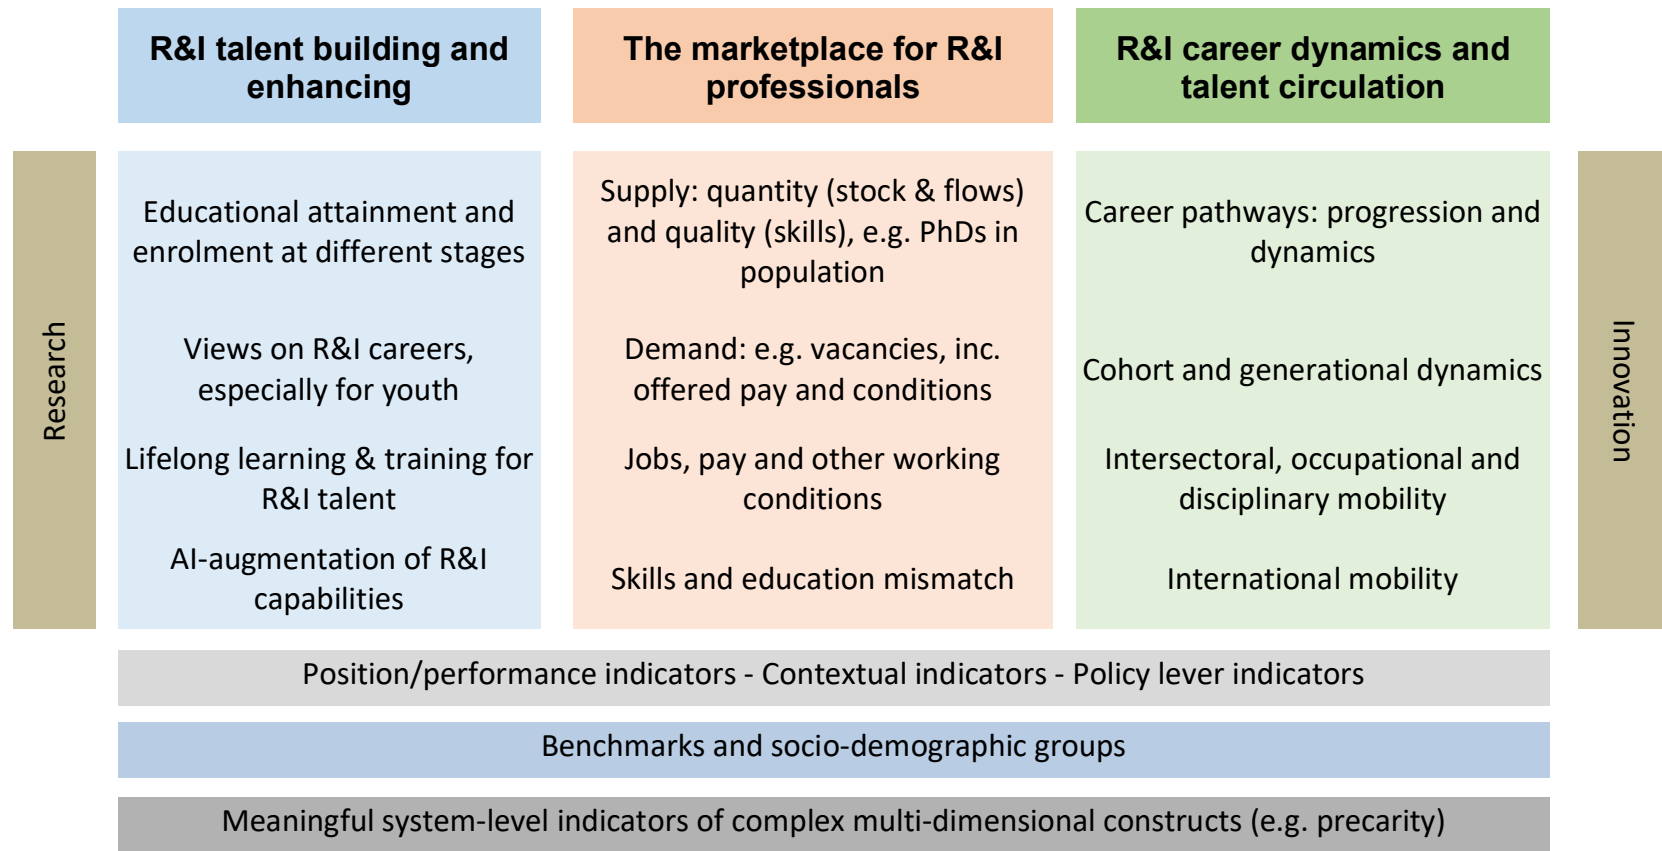 R&I talent building and
enhancing
The marketplace for R&I
professionals
R&I career dynamics and
talent circulation
Research
Educational attainment and
enrolment at different stages
Views on R&I careers,
especially for youth
Lifelong learning & training for
R&I talent
AI-augmentation of R&I
capabilities
Supply: quantity (stock & flows)
and quality (skills), e.g. PhDs in
population
Demand: e.g. vacancies, inc.
offered pay and conditions
Jobs, pay and other working
conditions
Skills and education mismatch
Career pathways: progression and
dynamics
Cohort and generational dynamics
Intersectoral, occupational and
disciplinary mobility
International mobility
Innovation
Position/performance indicators - Contextual indicators - Policy lever indicators
Benchmarks and socio-demographic groups
Meaningful system-level indicators of complex multi-dimensional constructs (e.g. precarity)